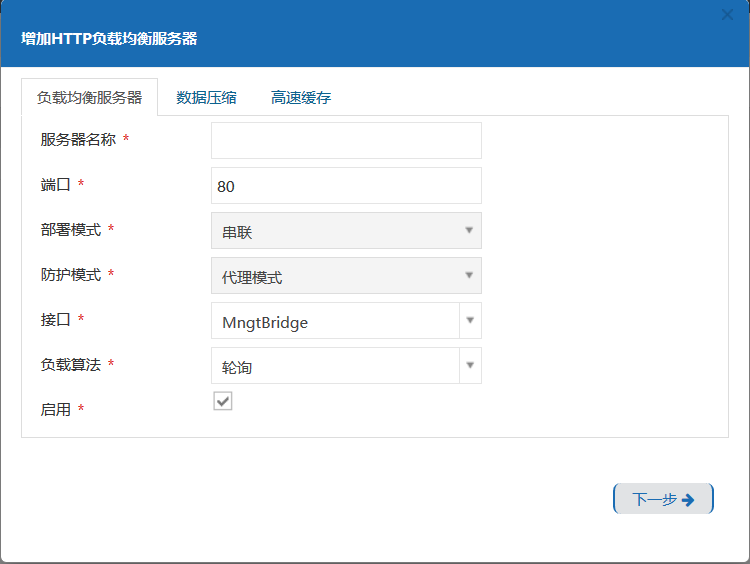 增加HTTP负载均衡服务器
负载均衡服务器 数据压缩 高速缓存
服务器名称 *
端口 * 80
部署模式 * 串联
防护模式 * 代理模式
接口 * MngtBridge
负载算法 * 轮询
启用 *
下一步